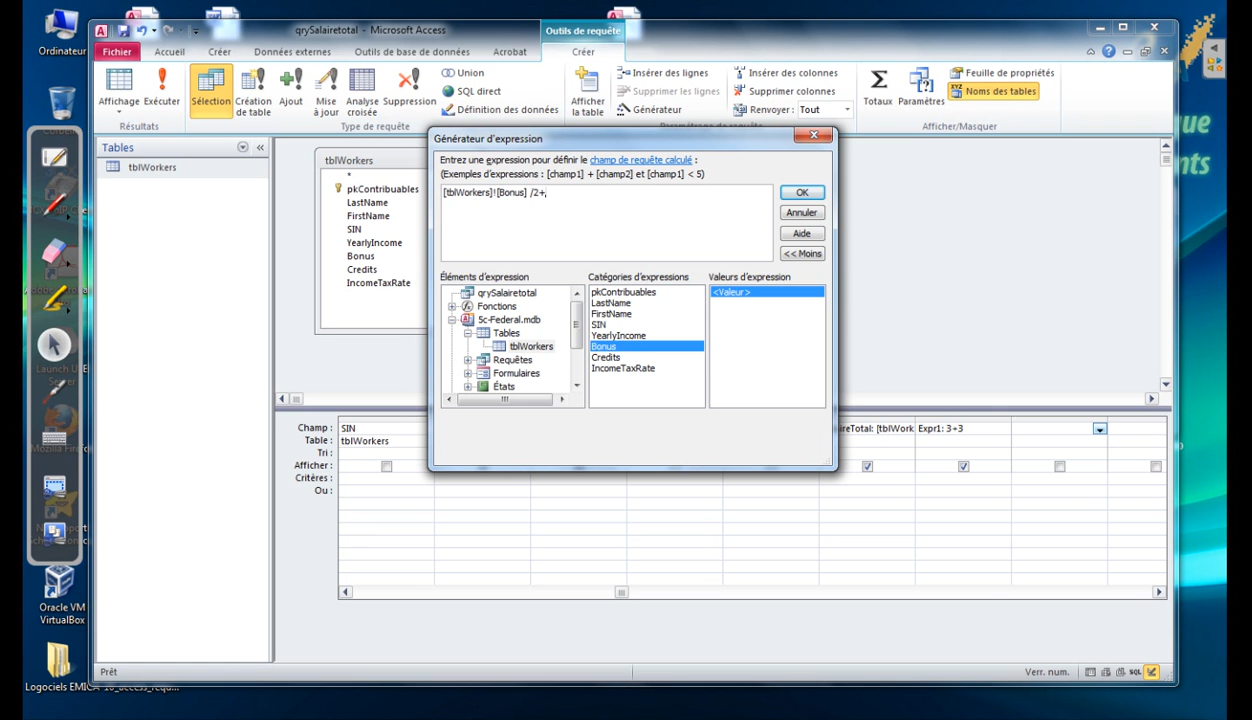 Ordinateur
qrySalairetotal - Microsoft Access
Outils de requête
Fichier
Accueil
Créer
Données externes
Outils de base de données
Acrobat
Créer
Affichage
Exécuter
Résultats
Sélection
Création de table
Ajout
Mise à jour
Analyse croisée
Suppression
Union
SQL direct
Définition des données
Type de requête
Afficher la table
Insérer des lignes
Supprimer les lignes
Générateur
Insérer des colonnes
Supprimer colonnes
Renvoyer : Tout
Totaux
Paramètres
Feuille de propriétés
Noms des tables
Afficher/Masquer
Tables
tblWorkers
tblWorkers
*
pkContribuables
LastName
FirstName
SIN
YearlyIncome
Bonus
Credits
IncomeTaxRate
Générateur d'expression
Entrez une expression pour définir le champ de requête calculé :
(Exemples d'expressions : [champ1] + [champ2] et [champ1] < 5)
[tblWorkers]![Bonus] /2+
OK
Annuler
Aide
<< Moins
Éléments d'expression
qrySalairetotal
Fonctions
5c-Federal.mdb
Tables
tblWorkers
Requêtes
Formulaires
États
Catégories d'expressions
pkContribuables
LastName
FirstName
SIN
YearlyIncome
Bonus
Credits
IncomeTaxRate
Valeurs d'expression
<Valeur>
Champ : SIN
ireTotal: [tblWork
Expr1: 3+3
Table : tblWorkers
Tri :
Afficher :
Critères :
Ou :
Prêt
Verr. num.
SQL
Oracle VM VirtualBox